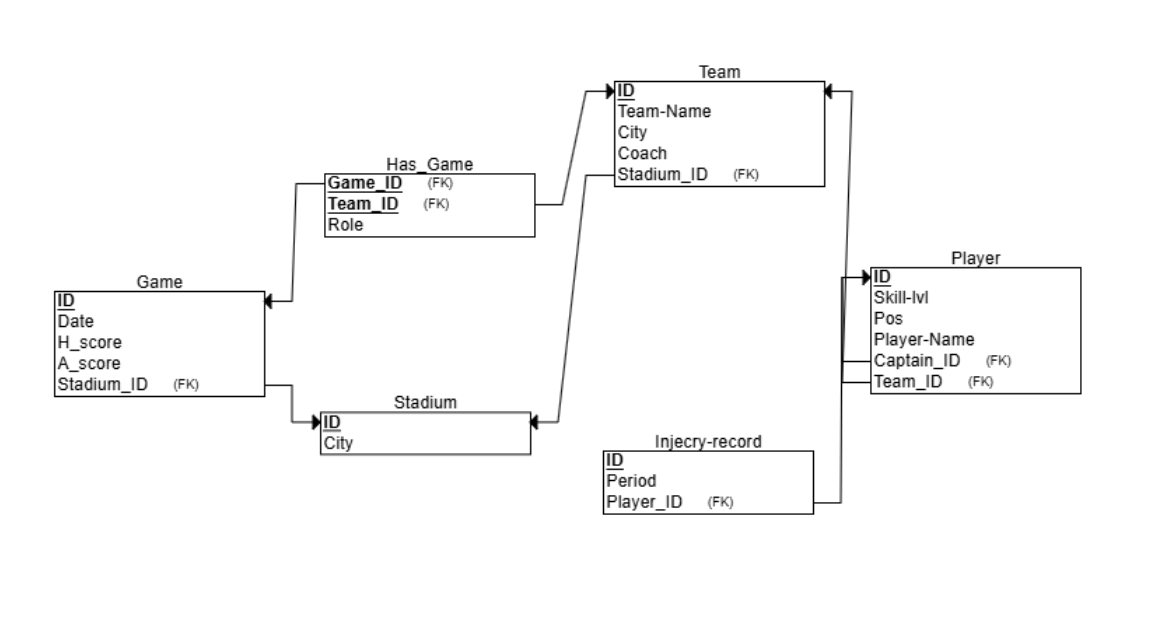 Team
ID
Team-Name
City
Coach
Stadium_ID (FK)
Has_Game
Game_ID (FK)
Team_ID (FK)
Role
Player
ID
Skill-lvl
Pos
Player-Name
Captain_ID (FK)
Team_ID (FK)
Game
ID
Date
H_score
A_score
Stadium_ID (FK)
Stadium
ID
City
Injecry-record
ID
Period
Player_ID (FK)